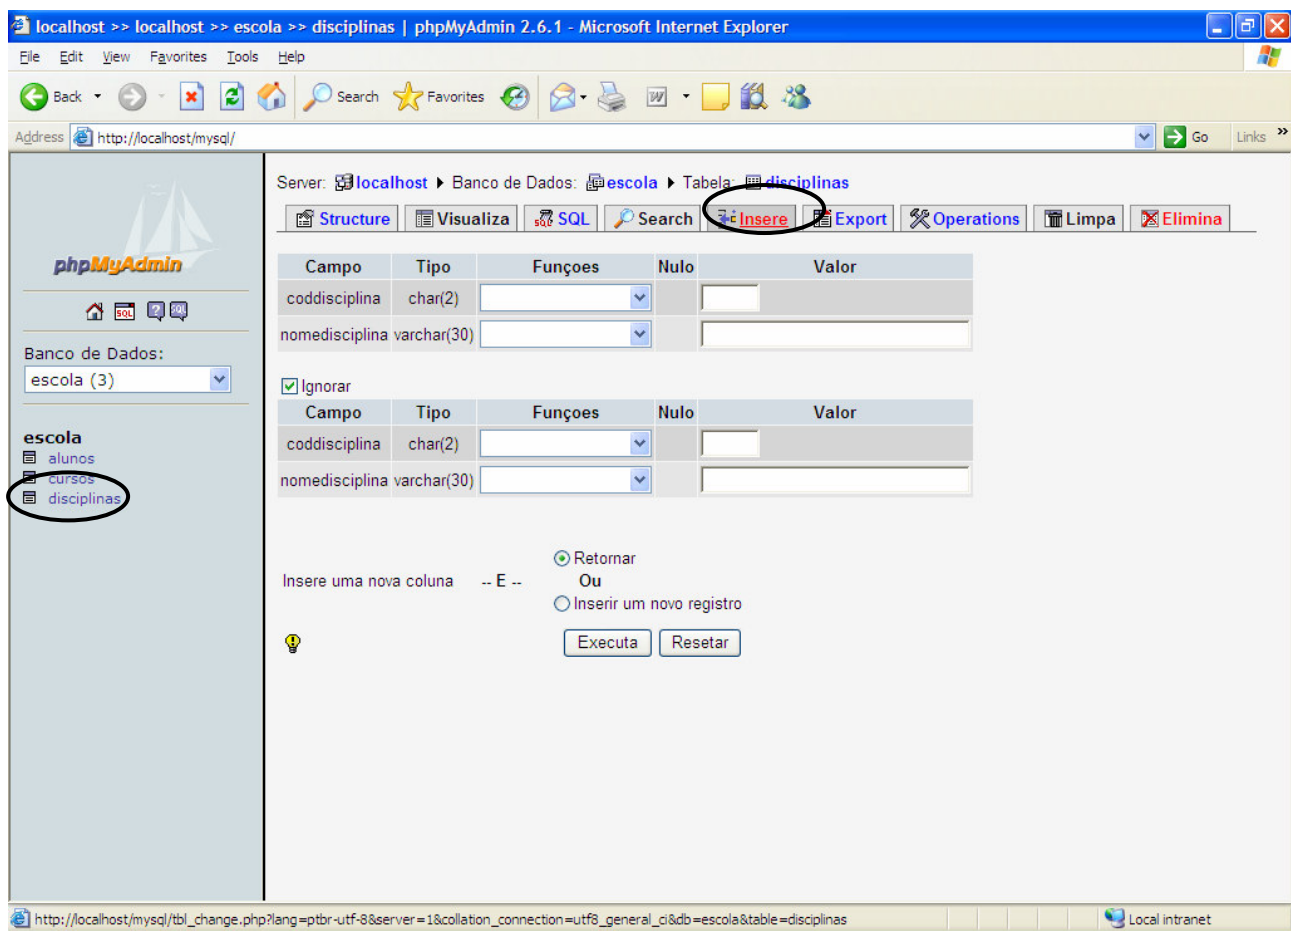 localhost >> localhost >> escola >> disciplinas | phpMyAdmin 2.6.1 - Microsoft Internet Explorer
File Edit View Favorites Tools Help
Back Search Favorites
Address http://localhost/mysql/ Go Links »
phpMyAdmin
SQL ? SQL
Banco de Dados:
escola (3)
escola
alunos
cursos
disciplinas
Server: localhost Banco de Dados: escola Tabela: disciplinas
Structure Visualiza SQL Search Insere Export Operations Limpa Elimina
Campo Tipo Funçoes Nulo Valor
coddisciplina char(2)
nomedisciplina varchar(30)
Ignorar
Campo Tipo Funçoes Nulo Valor
coddisciplina char(2)
nomedisciplina varchar(30)
Retornar
Insere uma nova coluna -- E -- Ou
Inserir um novo registro
Executa Resetar
http://localhost/mysql/tbl_change.php?lang=ptbr-utf-8&server=1&collation_connection=utf8_general_ci&db=escola&table=disciplinas Local intranet